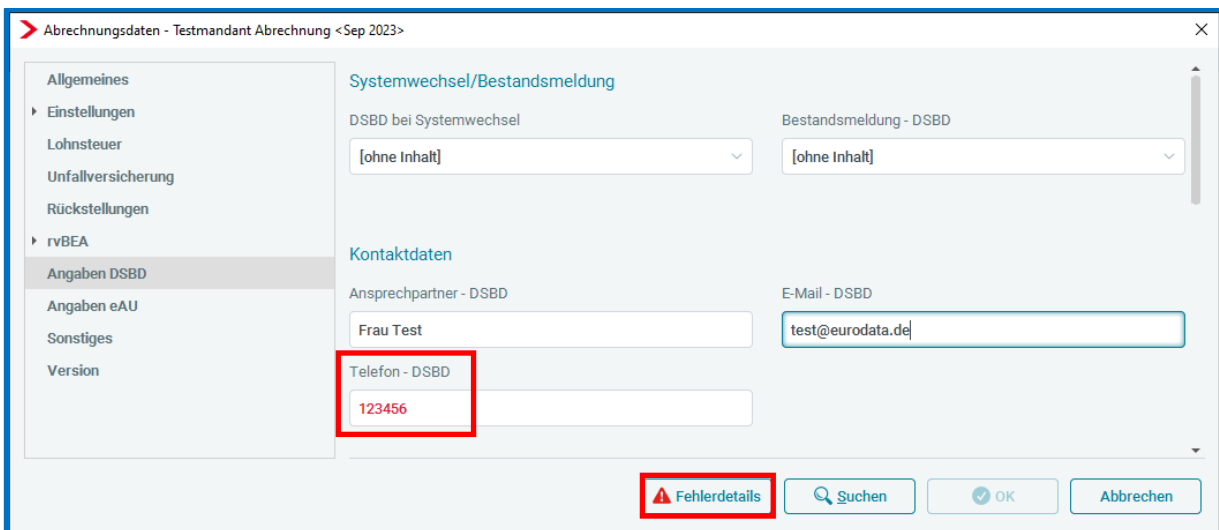 Abrechnungsdaten - Testmandant Abrechnung <Sep 2023>
Allgemeines
Einstellungen
Lohnsteuer
Unfallversicherung
Rückstellungen
rvBEA
Angaben DSBD
Angaben eAU
Sonstiges
Version
Systemwechsel/Bestandsmeldung
DSBD bei Systemwechsel
Bestandsmeldung - DSBD
[ohne Inhalt]
[ohne Inhalt]
Kontaktdaten
Ansprechpartner - DSBD
E-Mail - DSBD
Frau Test
test@eurodata.de
Telefon - DSBD
123456
Fehlerdetails
Suchen
OK
Abbrechen